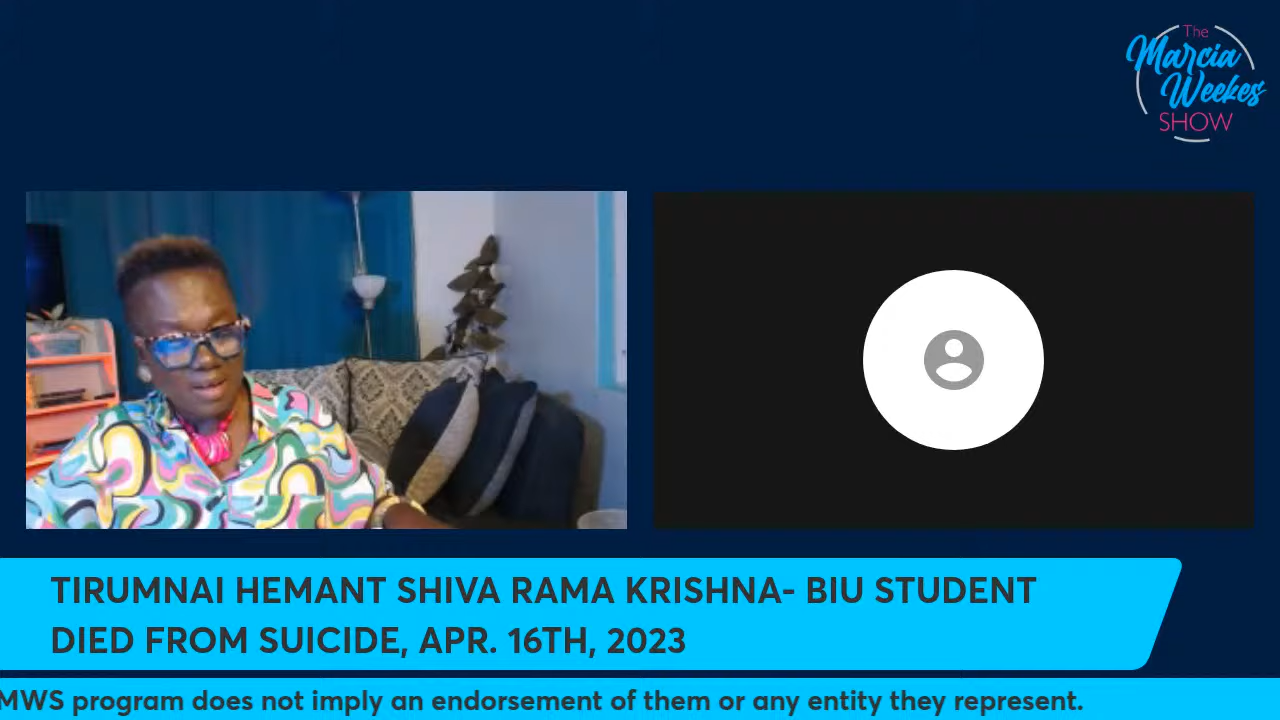 The
Marcia
Weekes
SHOW
TIRUMNAI HEMANT SHIVA RAMA KRISHNA- BIU STUDENT
DIED FROM SUICIDE, APR. 16TH, 2023
MWS program does not imply an endorsement of them or any entity they represent.